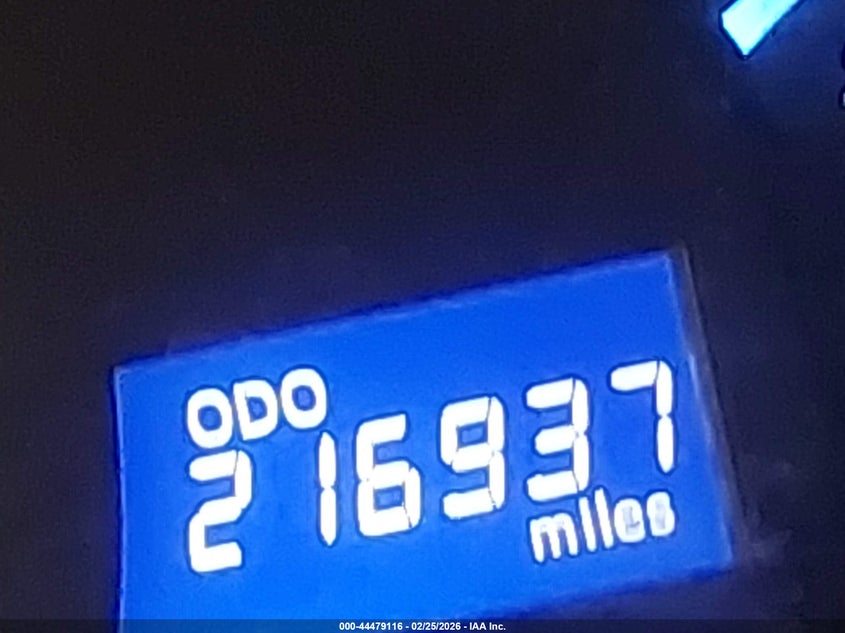 ODO
216937
miles
000-44479116 - 02/25/2026 - IAA Inc.